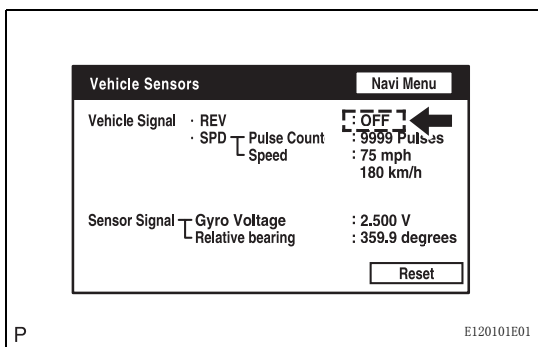 Vehicle Sensors Navi Menu
Vehicle Signal · REV : OFF
· SPD Pulse Count : 9999 Pulses
Speed : 75 mph
180 km/h
Sensor Signal Gyro Voltage : 2.500 V
Relative bearing : 359.9 degrees
Reset
P E120101E01